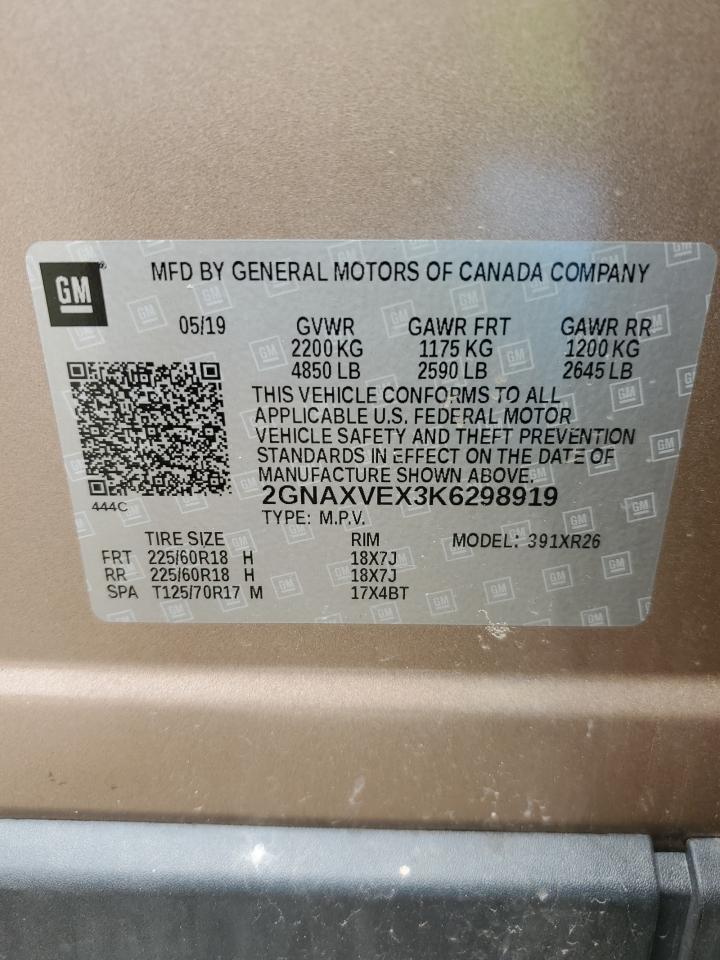 GM
MFD BY GENERAL MOTORS OF CANADA COMPANY
05/19 GVWR GAWR FRT GAWR RR
2200 KG 1175 KG 1200 KG
4850 LB 2590 LB 2645 LB
THIS VEHICLE CONFORMS TO ALL
APPLICABLE U.S. FEDERAL MOTOR
VEHICLE SAFETY AND THEFT PREVENTION
STANDARDS IN EFFECT ON THE DATE OF
MANUFACTURE SHOWN ABOVE.
2GNAXVEX3K6298919
444C
TYPE: M.P.V.
TIRE SIZE RIM MODEL: 391XR26
FRT 225/60R18 H 18X7J
RR 225/60R18 H 18X7J
SPA T125/70R17 M 17X4BT